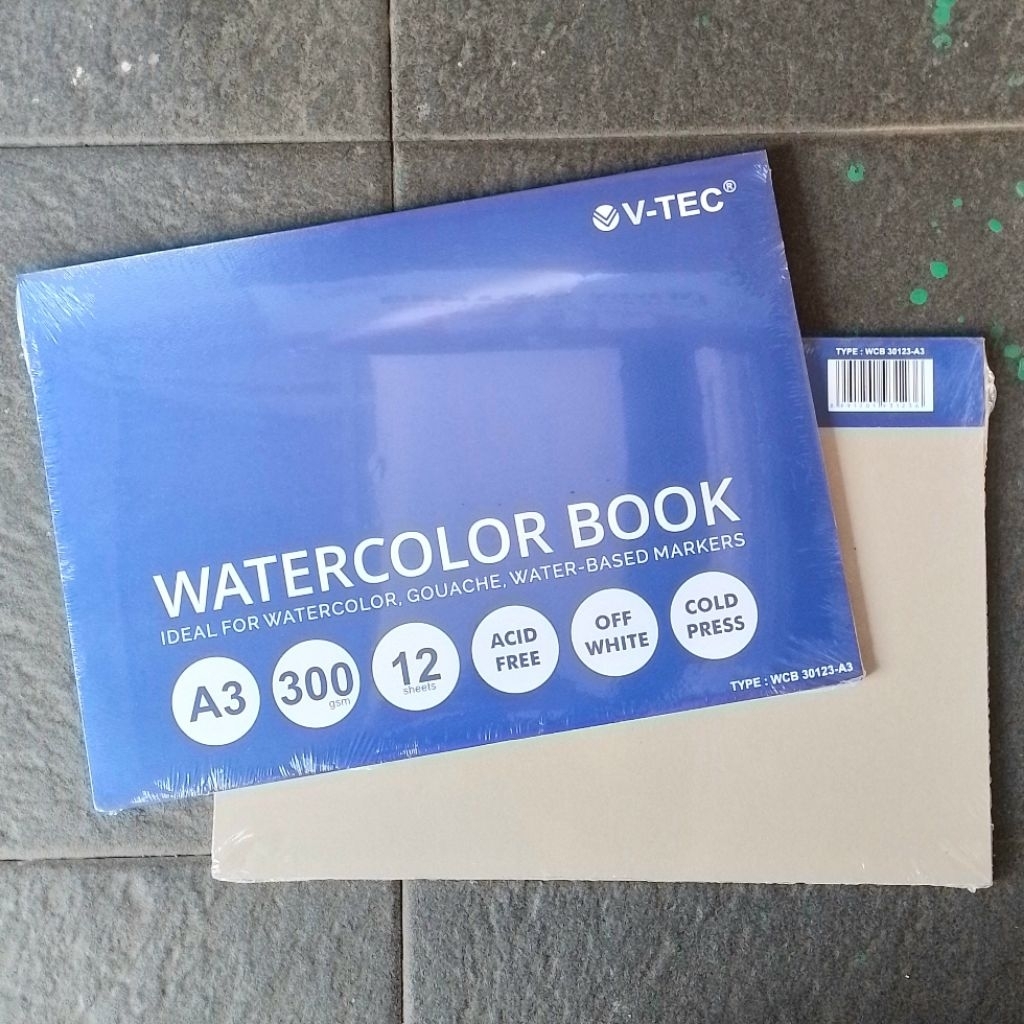 V-TEC®
WATERCOLOR BOOK
IDEAL FOR WATERCOLOR, GOUACHE, WATER-BASED MARKERS
A3
300
gsm
12
sheets
ACID
FREE
OFF
WHITE
COLD
PRESS
TYPE : WCB 30123-A3
TYPE : WCB 30123-A3